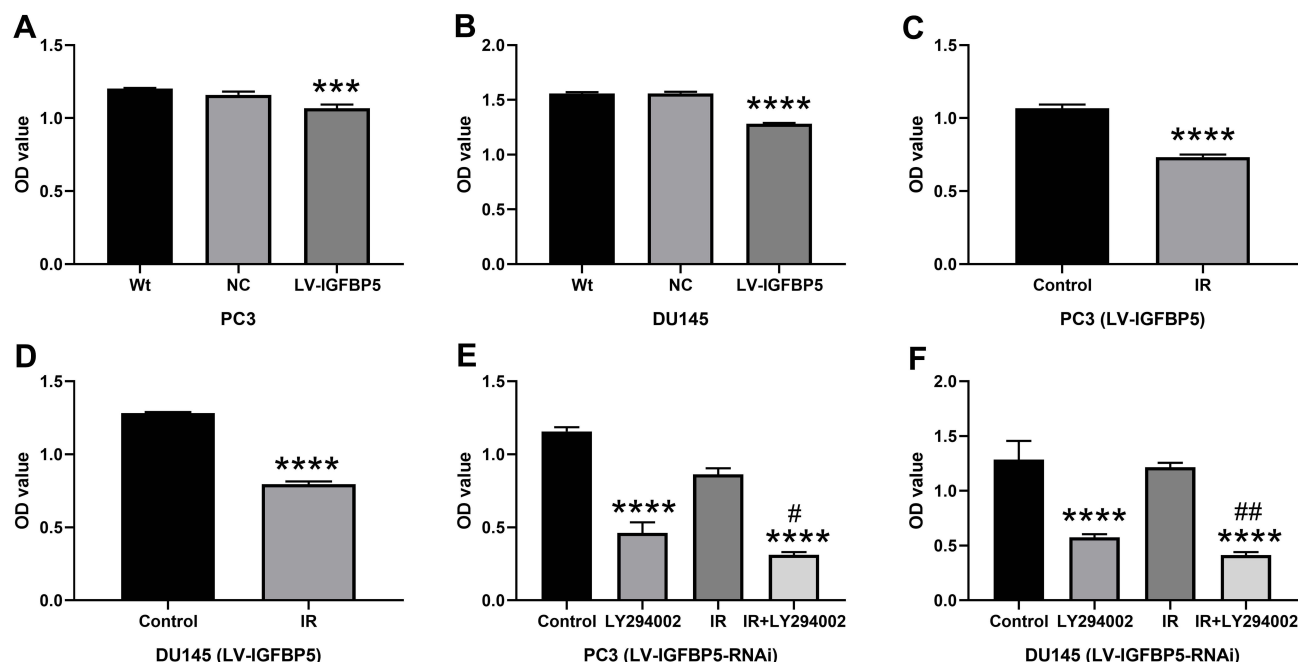 A
1.5
1.0
0.5
0.0
OD value
***
Wt NC LV-IGFBP5
PC3
B
2.0
1.5
1.0
0.5
0.0
OD value
****
Wt NC LV-IGFBP5
DU145
C
1.5
1.0
0.5
0.0
OD value
****
Control IR
PC3 (LV-IGFBP5)
D
1.5
1.0
0.5
0.0
OD value
****
Control IR
DU145 (LV-IGFBP5)
E
1.5
1.0
0.5
0.0
OD value
****
#
****
Control LY294002 IR IR+LY294002
PC3 (LV-IGFBP5-RNAi)
F
2.0
1.5
1.0
0.5
0.0
OD value
****
##
****
Control LY294002 IR IR+LY294002
DU145 (LV-IGFBP5-RNAi)